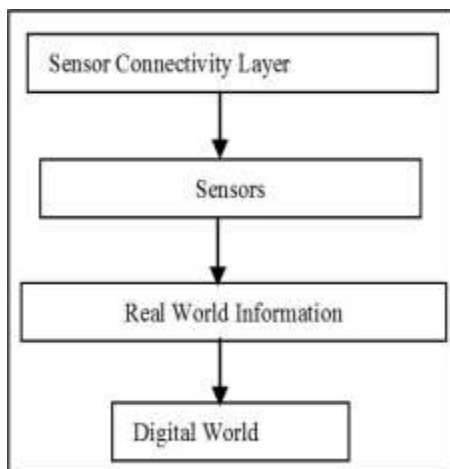 Sensor Connectivity Layer
Sensors
Real World Information
Digital World